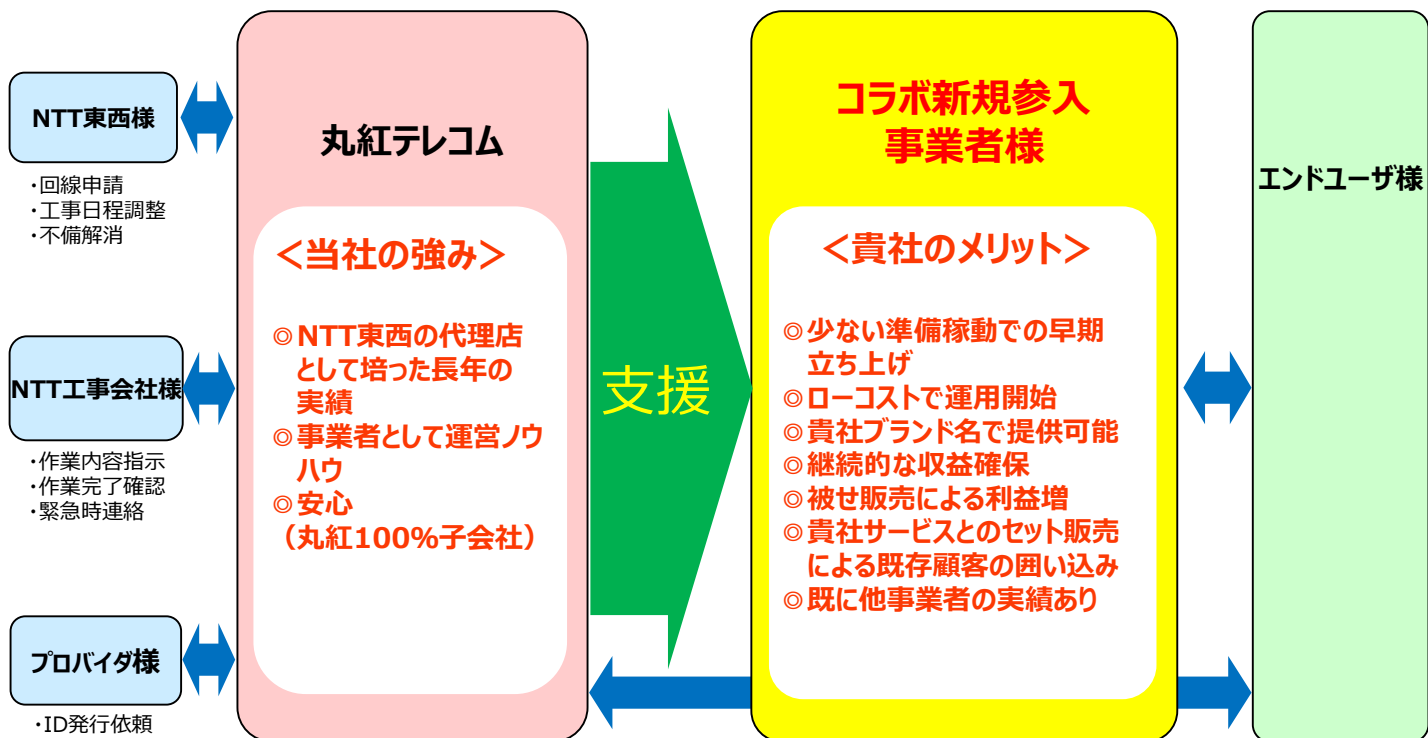 NTT東西様
・回線申請
・工事日程調整
・不備解消
NTT工事会社様
・作業内容指示
・作業完了確認
・緊急時連絡
プロバイダ様
・ID発行依頼
丸紅テレコム
＜当社の強み＞
◎NTT東西の代理店
として培った長年の
実績
◎事業者として運営ノウ
ハウ
◎安心
（丸紅100%子会社）
支援
コラボ新規参入
事業者様
＜貴社のメリット＞
◎少ない準備稼動での早期
立ち上げ
◎ローコストで運用開始
◎貴社ブランド名で提供可能
◎継続的な収益確保
◎被せ販売による利益増
◎貴社サービスとのセット販売
による既存顧客の囲い込み
◎既に他事業者の実績あり
エンドユーザ様